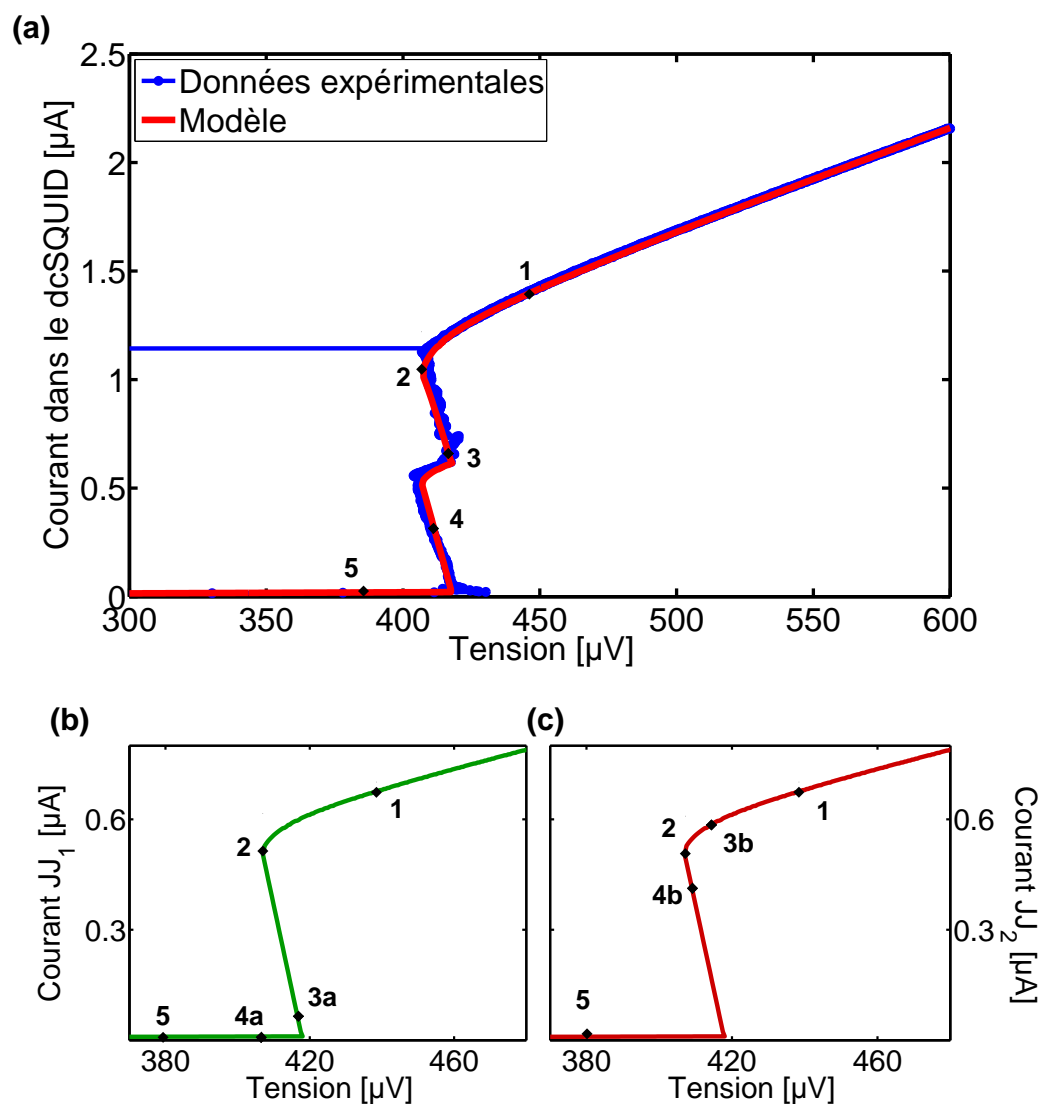 (a)
Courant dans le dcSQUID [µA]
2.5
2
1.5
1
0.5
0
Données expérimentales
Modèle
1
2
3
4
5
300 350 400 450 500 550 600
Tension [µV]
(b)
Courant JJ1 [µA]
0.6
0.3
1
2
3a
4a
5
380 420 460
Tension [µV]
(c)
Courant JJ2 [µA]
0.6
0.3
1
2
3b
4b
5
380 420 460
Tension [µV]